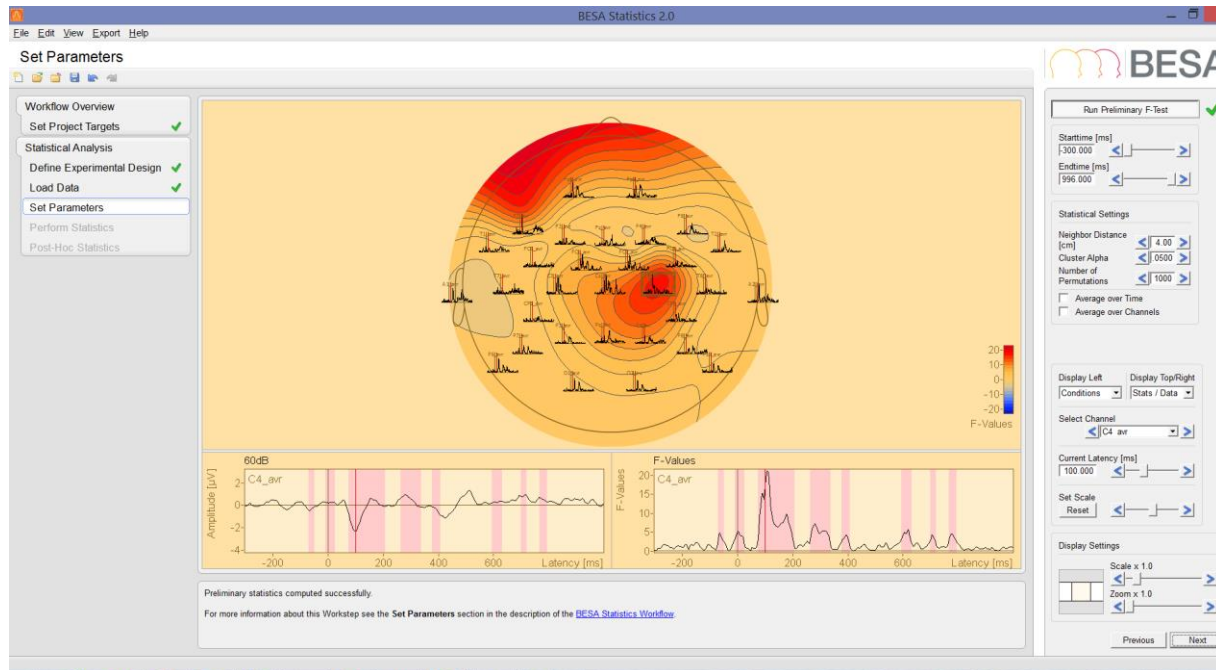 BESA Statistics 2.0
File Edit View Export Help
Set Parameters
BESA
Workflow Overview
Set Project Targets
Statistical Analysis
Define Experimental Design
Load Data
Set Parameters
Perform Statistics
Post-Hoc Statistics
20
10
0
-10
-20
F-Values
60dB
Amplitude [µV]
C4_avr
2
0
-2
-4
-200 0 200 400 600 Latency [ms]
F-Values
F-Values
C4_avr
20
15
10
5
0
-200 0 200 400 600 Latency [ms]
Preliminary statistics computed successfully.
For more information about this Workstep see the Set Parameters section in the description of the BESA Statistics Workflow.
Run Preliminary F-Test
Starttime [ms]
-300.000
Endtime [ms]
996.000
Statistical Settings
Neighbor Distance
[cm] 4.00
Cluster Alpha .0500
Number of
Permutations 1000
Average over Time
Average over Channels
Display Left Display Top/Right
Conditions Stats / Data
Select Channel
C4 avr
Current Latency [ms]
100.000
Set Scale
Reset
Display Settings
Scale x 1.0
Zoom x 1.0
Previous Next